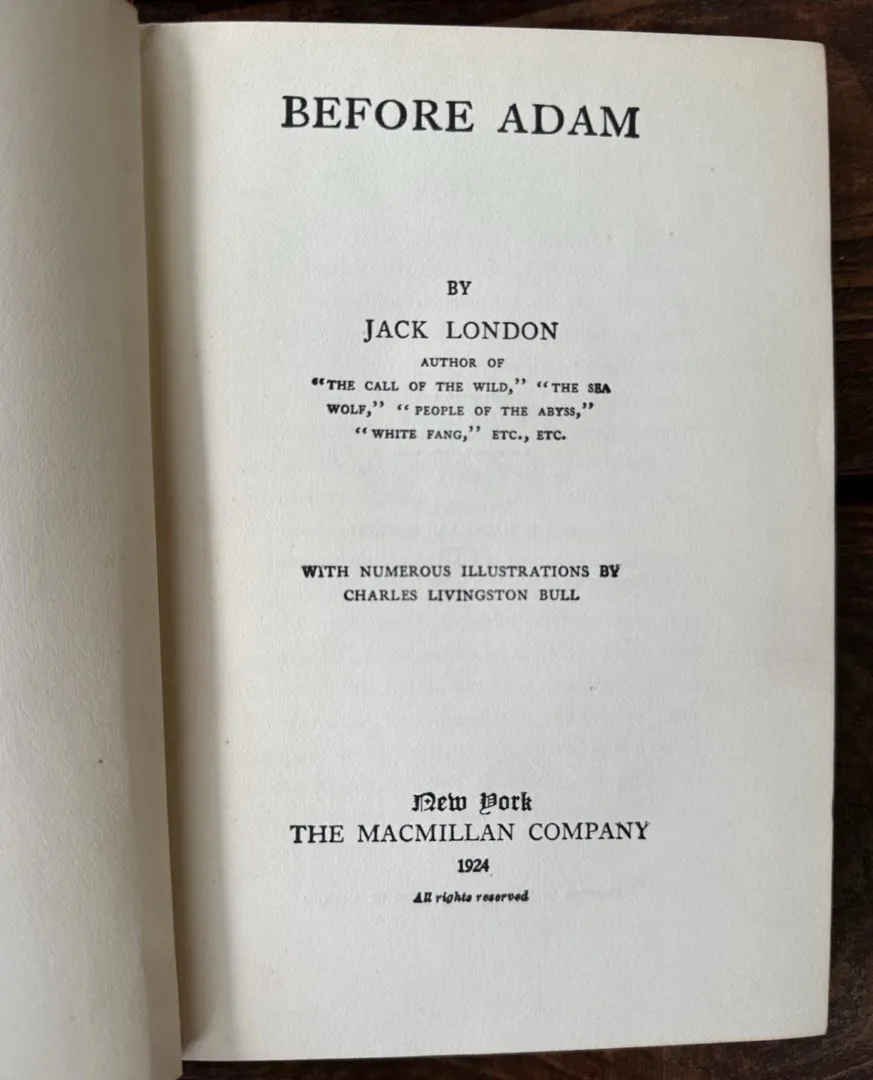 BEFORE ADAM
BY
JACK LONDON
AUTHOR OF
“THE CALL OF THE WILD,” “THE SEA
WOLF,” “ PEOPLE OF THE ABYSS,”
“ WHITE FANG,” ETC., ETC.
WITH NUMEROUS ILLUSTRATIONS BY
CHARLES LIVINGSTON BULL
New York
THE MACMILLAN COMPANY
1924
All rights reserved